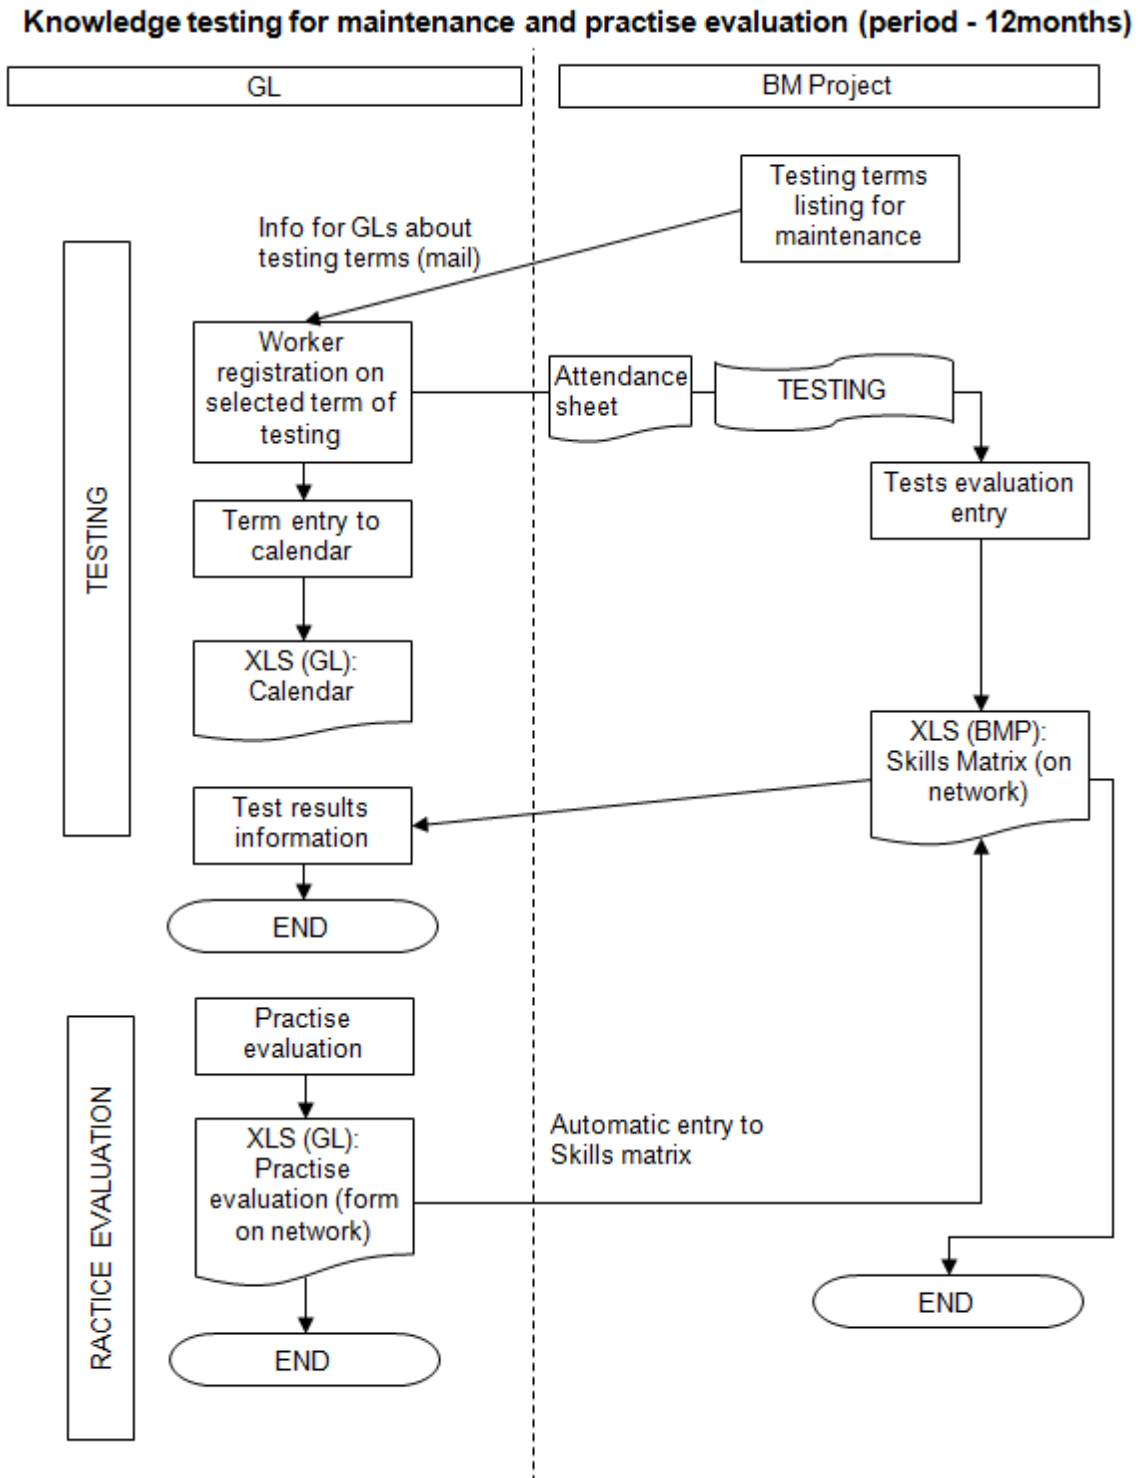 Knowledge testing for maintenance and practise evaluation (period - 12months)
GL
BM Project
Testing terms
listing for
maintenance
Info for GLs about
testing terms (mail)
Worker
registration on
selected term of
testing
Attendance
sheet
TESTING
Tests evaluation
entry
Term entry to
calendar
TESTING
XLS (GL):
Calendar
XLS (BMP):
Skills Matrix (on
network)
Test results
information
END
Practise
evaluation
XLS (GL):
Practise
evaluation (form
on network)
Automatic entry to
Skills matrix
RACTICE EVALUATION
END
END